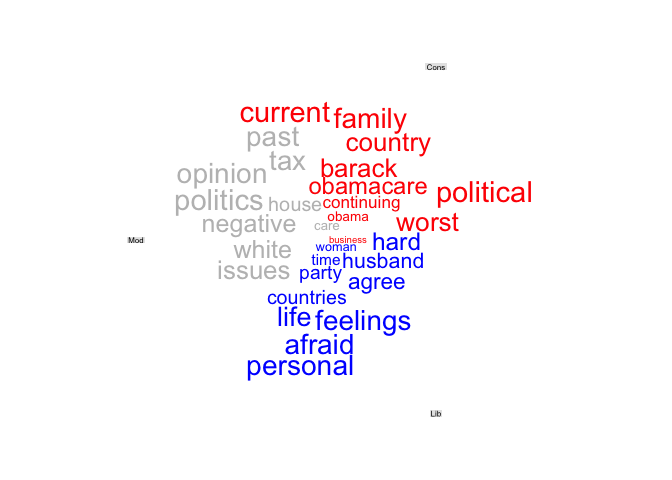 Cons
current family
past country
tax
opinion barack
obamacare political
politics house continuing
negative obama worst
care
Mod white business hard
woman
issues time husband
party agree
countries
life feelings
afraid
personal
Lib